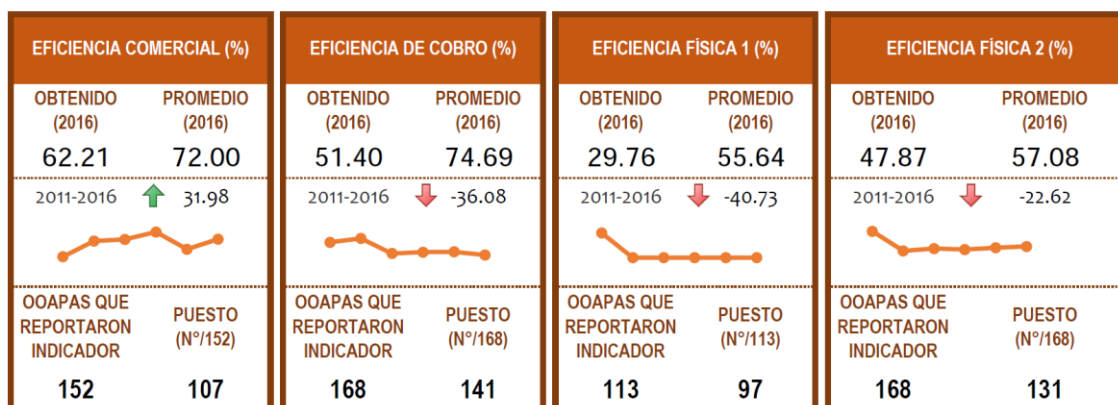 EFICIENCIA COMERCIAL (%)
OBTENIDO PROMEDIO
(2016) (2016)
62.21 72.00
2011-2016 31.98
OOAPAS QUE
REPORTARON
INDICADOR
PUESTO
(N°/152)
152 107
EFICIENCIA DE COBRO (%)
OBTENIDO PROMEDIO
(2016) (2016)
51.40 74.69
2011-2016 -36.08
OOAPAS QUE
REPORTARON
INDICADOR
PUESTO
(N°/168)
168 141
EFICIENCIA FÍSICA 1 (%)
OBTENIDO PROMEDIO
(2016) (2016)
29.76 55.64
2011-2016 -40.73
OOAPAS QUE
REPORTARON
INDICADOR
PUESTO
(N°/113)
113 97
EFICIENCIA FÍSICA 2 (%)
OBTENIDO PROMEDIO
(2016) (2016)
47.87 57.08
2011-2016 -22.62
OOAPAS QUE
REPORTARON
INDICADOR
PUESTO
(N°/168)
168 131